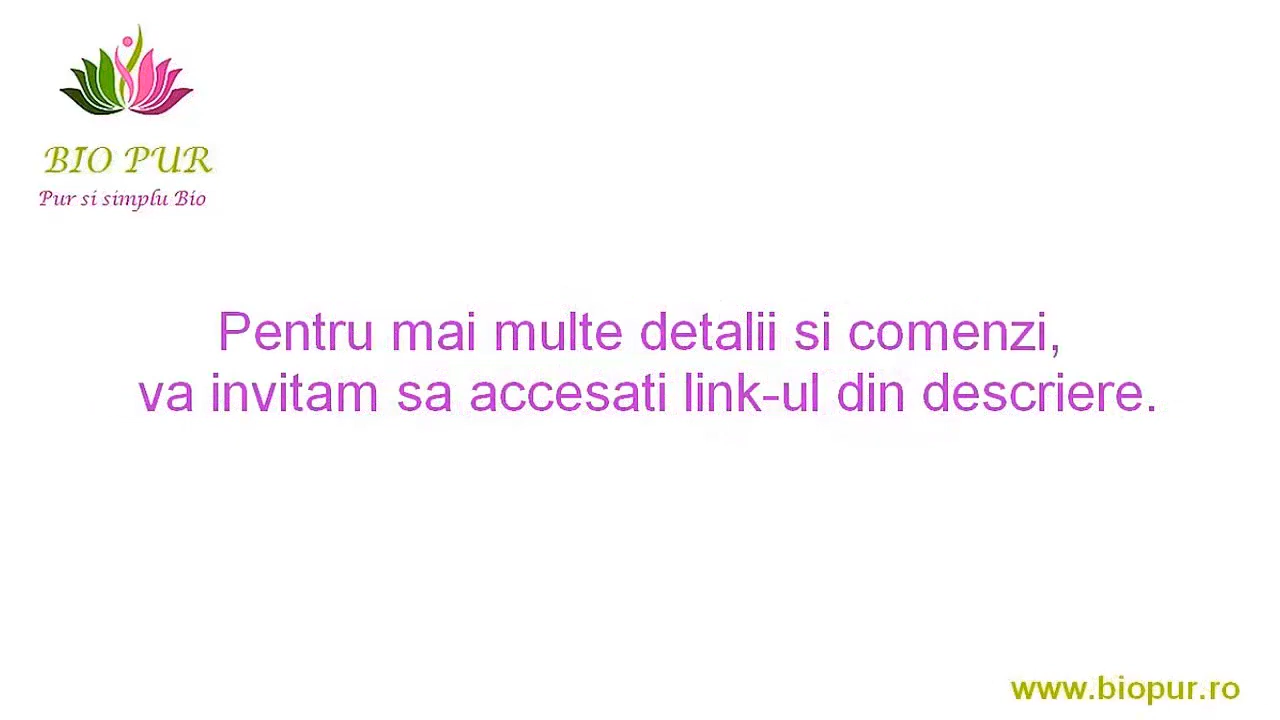 BIO PUR
Pur si simplu Bio
Pentru mai multe detalii si comenzi,
va invitam sa accesati link-ul din descriere.
www.biopur.ro